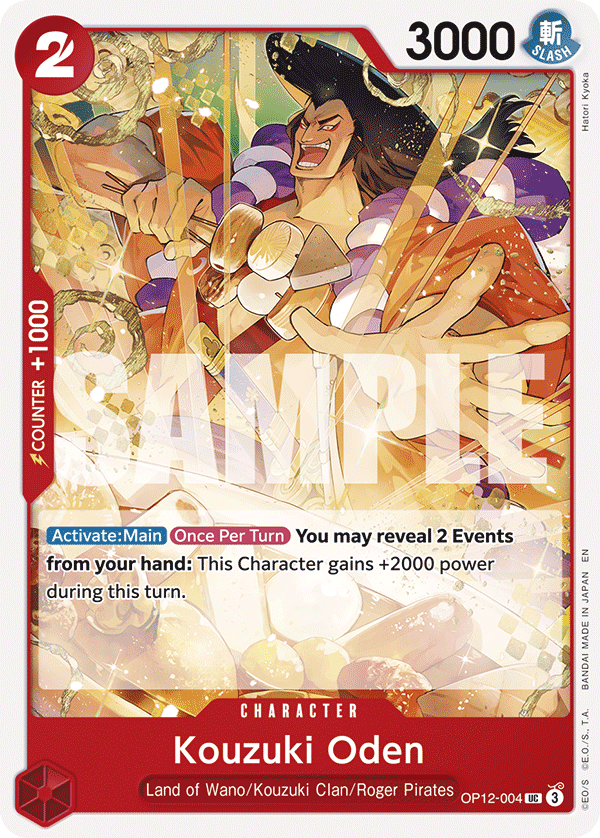 2
3000
斬
SLASH
Hatori Kyoka
COUNTER +1000
SAMPLE
Activate:Main Once Per Turn You may reveal 2 Events
from your hand: This Character gains +2000 power
during this turn.
CHARACTER
Kouzuki Oden
Land of Wano/Kouzuki Clan/Roger Pirates
OP12-004 UC 3
©E.O/S ©E.O./S., T.A. BANDAI MADE IN JAPAN EN